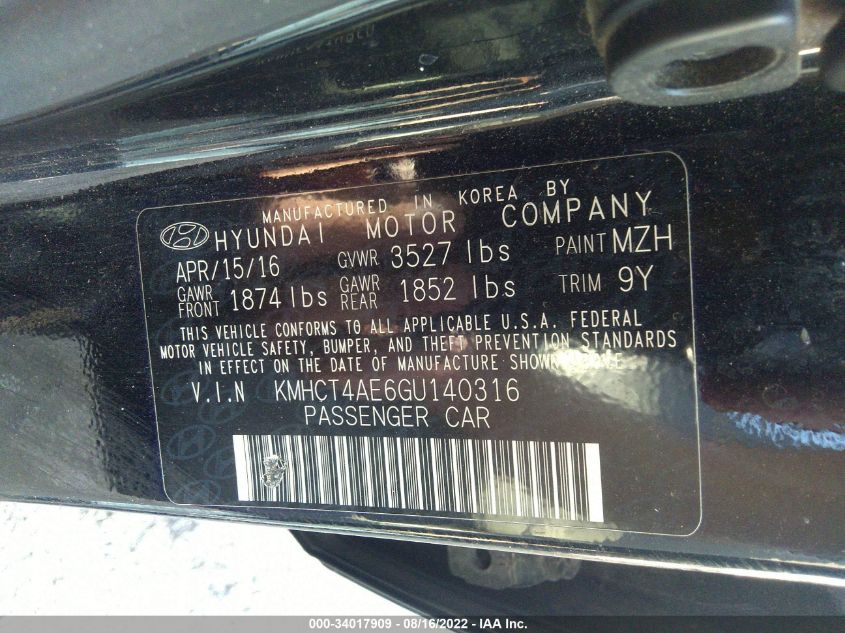 MANUFACTURED IN KOREA BY
HYUNDAI MOTOR COMPANY
APR/15/16 GVWR 3527 lbs PAINT MZH
GAWR FRONT 1874 lbs GAWR REAR 1852 lbs TRIM 9Y
THIS VEHICLE CONFORMS TO ALL APPLICABLE U.S.A. FEDERAL
MOTOR VEHICLE SAFETY, BUMPER, AND THEFT PREVENTION STANDARDS
IN EFFECT ON THE DATE OF MANUFACTURE SHOWN ABOVE.
V.I.N KMHCT4AE6GU140316
PASSENGER CAR
000-34017909 - 08/16/2022 - IAA Inc.